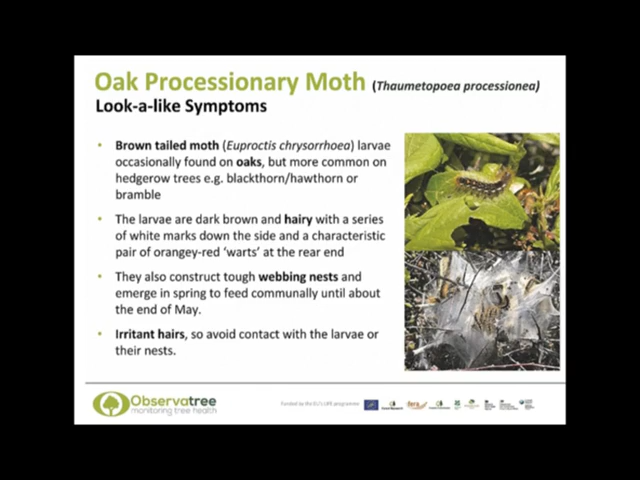 Oak Processionary Moth (Thaumetopoea processionea)
Look-a-like Symptoms
• Brown tailed moth (Euproctis chrysorrhoea) larvae
occasionally found on oaks, but more common on
hedgerow trees e.g. blackthorn/hawthorn or
bramble
• The larvae are dark brown and hairy with a series
of white marks down the side and a characteristic
pair of orangey-red ‘warts’ at the rear end
• They also construct tough webbing nests and
emerge in spring to feed communally until about
the end of May.
• Irritant hairs, so avoid contact with the larvae or
their nests.
Observatree
monitoring tree health
Funded by the EU's LIFE programme
fera